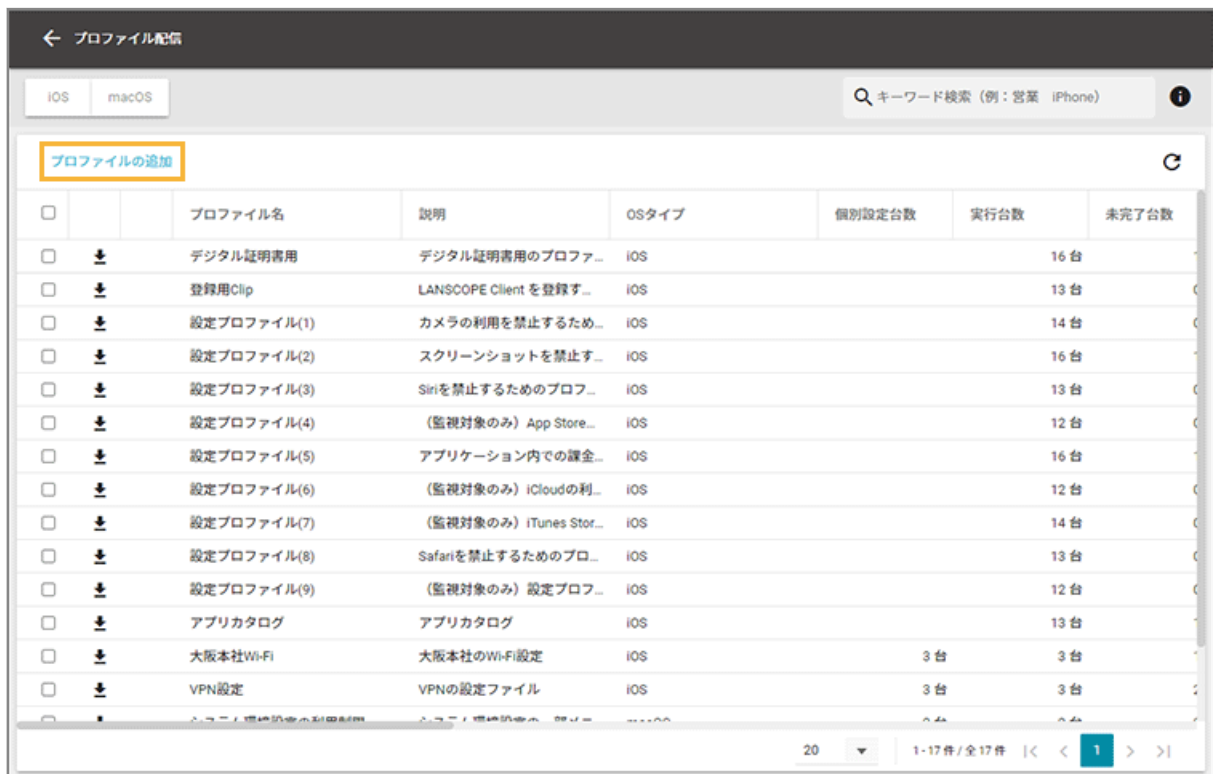 プロファイル配信
iOS macOS キーワード検索（例：営業 iPhone）
プロファイルの追加
プロファイル名 説明 OSタイプ 個別設定台数 実行台数 未完了台数
デジタル証明書用 デジタル証明書用のプロファ... iOS 16 台
登録用Clip LANSCOPE Client を登録す... iOS 13 台
設定プロファイル(1) カメラの利用を禁止するため... iOS 14 台
設定プロファイル(2) スクリーンショットを禁止す... iOS 16 台
設定プロファイル(3) Siriを禁止するためのプロフ... iOS 13 台
設定プロファイル(4) （監視対象のみ）App Store... iOS 12 台
設定プロファイル(5) アプリケーション内での課金... iOS 16 台
設定プロファイル(6) （監視対象のみ）iCloudの利... iOS 12 台
設定プロファイル(7) （監視対象のみ）iTunes Stor... iOS 14 台
設定プロファイル(8) Safariを禁止するためのプロ... iOS 13 台
設定プロファイル(9) （監視対象のみ）設定プロフ... iOS 12 台
アプリカタログ アプリカタログ iOS 13 台
大阪本社Wi-Fi 大阪本社のWi-Fi設定 iOS 3 台 3 台
VPN設定 VPNの設定ファイル iOS 3 台 3 台
20 1 - 17 件 / 全 17 件 |< < 1 > >|